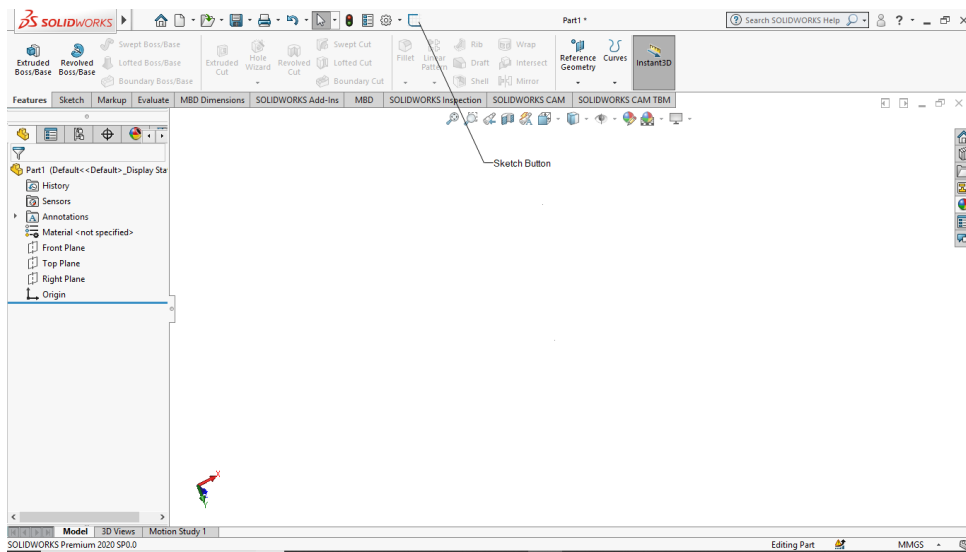 SOLIDWORKS
Part1 *
Search SOLIDWORKS Help
Extruded Boss/Base
Revolved Boss/Base
Swept Boss/Base
Lofted Boss/Base
Boundary Boss/Base
Extruded Cut
Hole Wizard
Revolved Cut
Swept Cut
Lofted Cut
Boundary Cut
Fillet
Linear Pattern
Rib
Draft
Shell
Wrap
Intersect
Mirror
Reference Geometry
Curves
Instant3D
Features Sketch Markup Evaluate MBD Dimensions SOLIDWORKS Add-Ins MBD SOLIDWORKS Inspection SOLIDWORKS CAM SOLIDWORKS CAM TBM
Sketch Button
Part1 (Default<<Default>_Display Sta
History
Sensors
Annotations
Material <not specified>
Front Plane
Top Plane
Right Plane
Origin
X
Model 3D Views Motion Study 1
SOLIDWORKS Premium 2020 SP0.0
Editing Part
MMGS